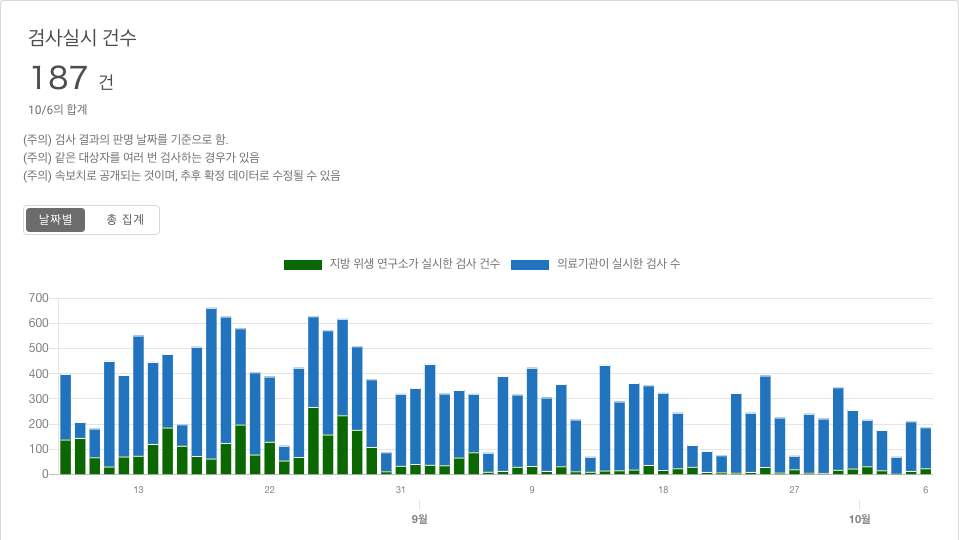 검사실시 건수
187 건
10/6의 합계
(주의) 검사 결과의 판명 날짜를 기준으로 함.
(주의) 같은 대상자를 여러 번 검사하는 경우가 있음
(주의) 속보치로 공개되는 것이며, 추후 확정 데이터로 수정될 수 있음
날짜별 총 집계
지방 위생 연구소가 실시한 검사 건수 의료기관이 실시한 검사 수
700
600
500
400
300
200
100
0
13 22 31 9 18 27 6
9월 10월